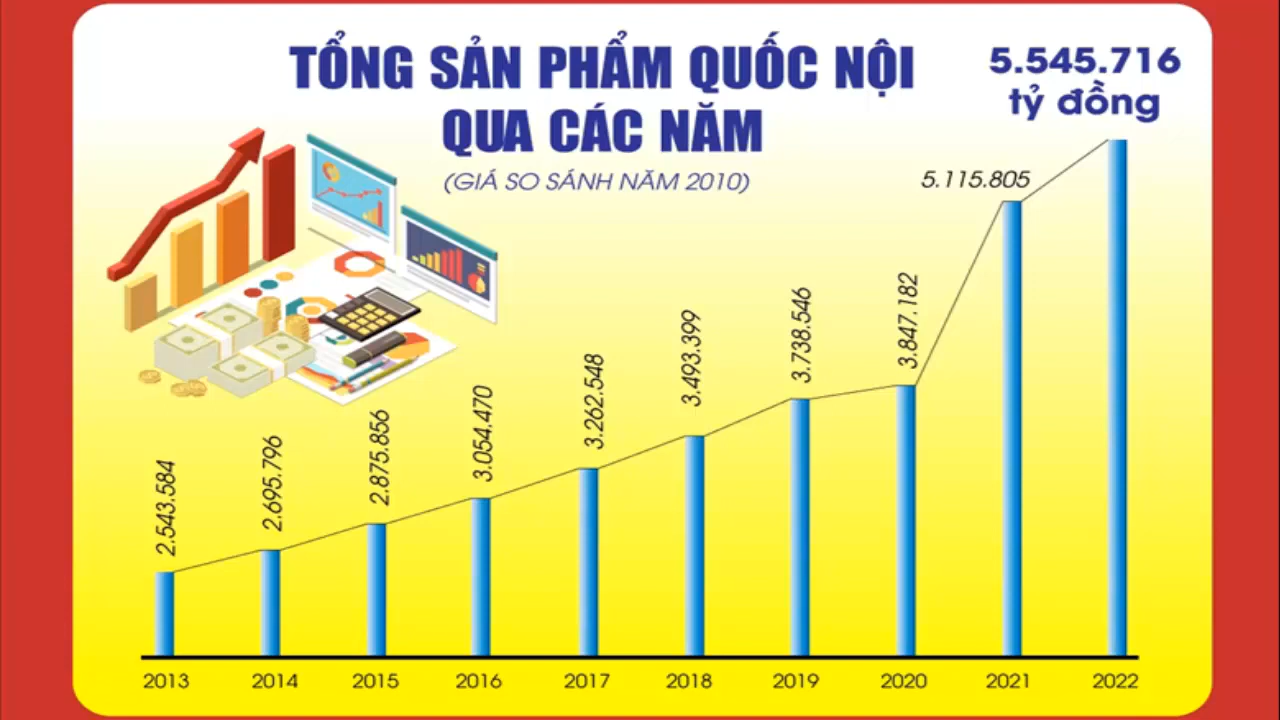 TỔNG SẢN PHẨM QUỐC NỘI
QUA CÁC NĂM
(GIÁ SO SÁNH NĂM 2010)
5.545.716
tỷ đồng
5.115.805
3.847.182
3.738.546
3.493.399
3.262.548
3.054.470
2.875.856
2.695.796
2.543.584
2013 2014 2015 2016 2017 2018 2019 2020 2021 2022